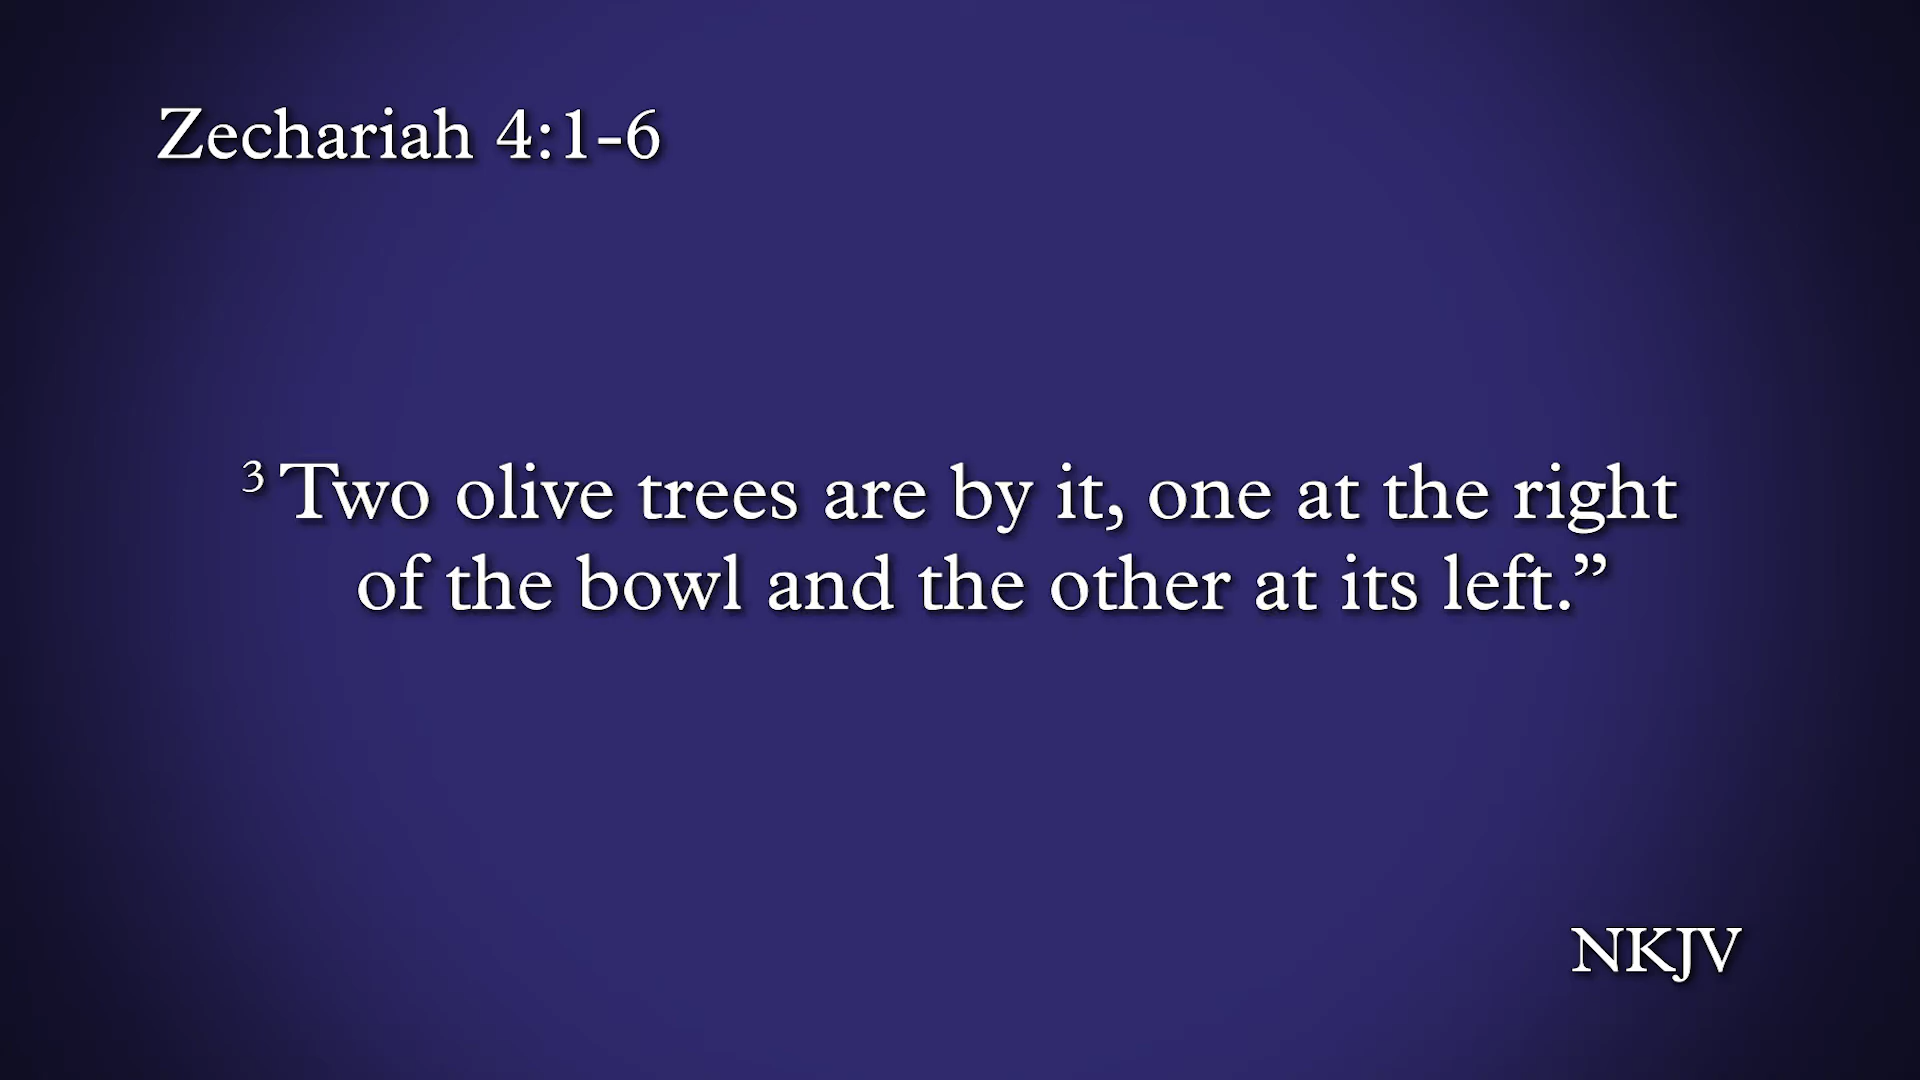 Zechariah 4:1-6
3 Two olive trees are by it, one at the right
of the bowl and the other at its left.”
NKJV